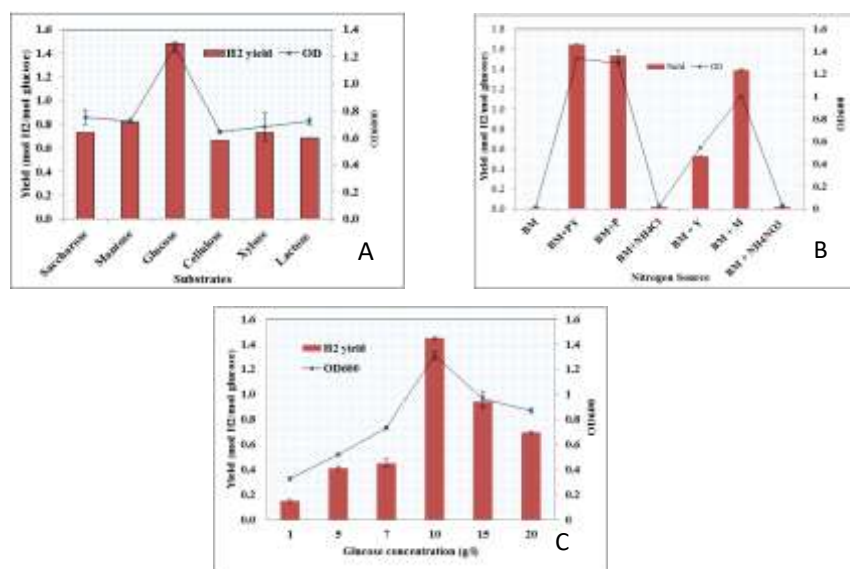 1.6 1.4
H2 yield OD
1.4 1.2
1.2 1.0
1.0 0.8
0.8 0.6
0.6 0.4
0.4 0.2
0.2 0.0
0.0
Yield (mol H2/mol glucose)
OD600
Saccharose Manisose Glucose Cellulose Xylose Lactose
Substrates
A
1.8 1.6
Yield OD
1.6 1.4
1.4 1.2
1.2 1
1.0 0.8
0.8 0.6
0.6 0.4
0.4 0.2
0.2 0
0.0
Yield (mol H2/mol glucose)
OD600
BM BM+PY BM+P BM+NH4Cl BM + Y BM + M BM + NH4NO3
Nitrogen Source
B
1.6 1.6
H2 yield
OD600
1.4 1.4
1.2 1.2
1.0 1
0.8 0.8
0.6 0.6
0.4 0.4
0.2 0.2
0.0 0
Yield (mol H2/mol glucose)
OD600
1 5 7 10 15 20
Glucose concentration (g/l)
C